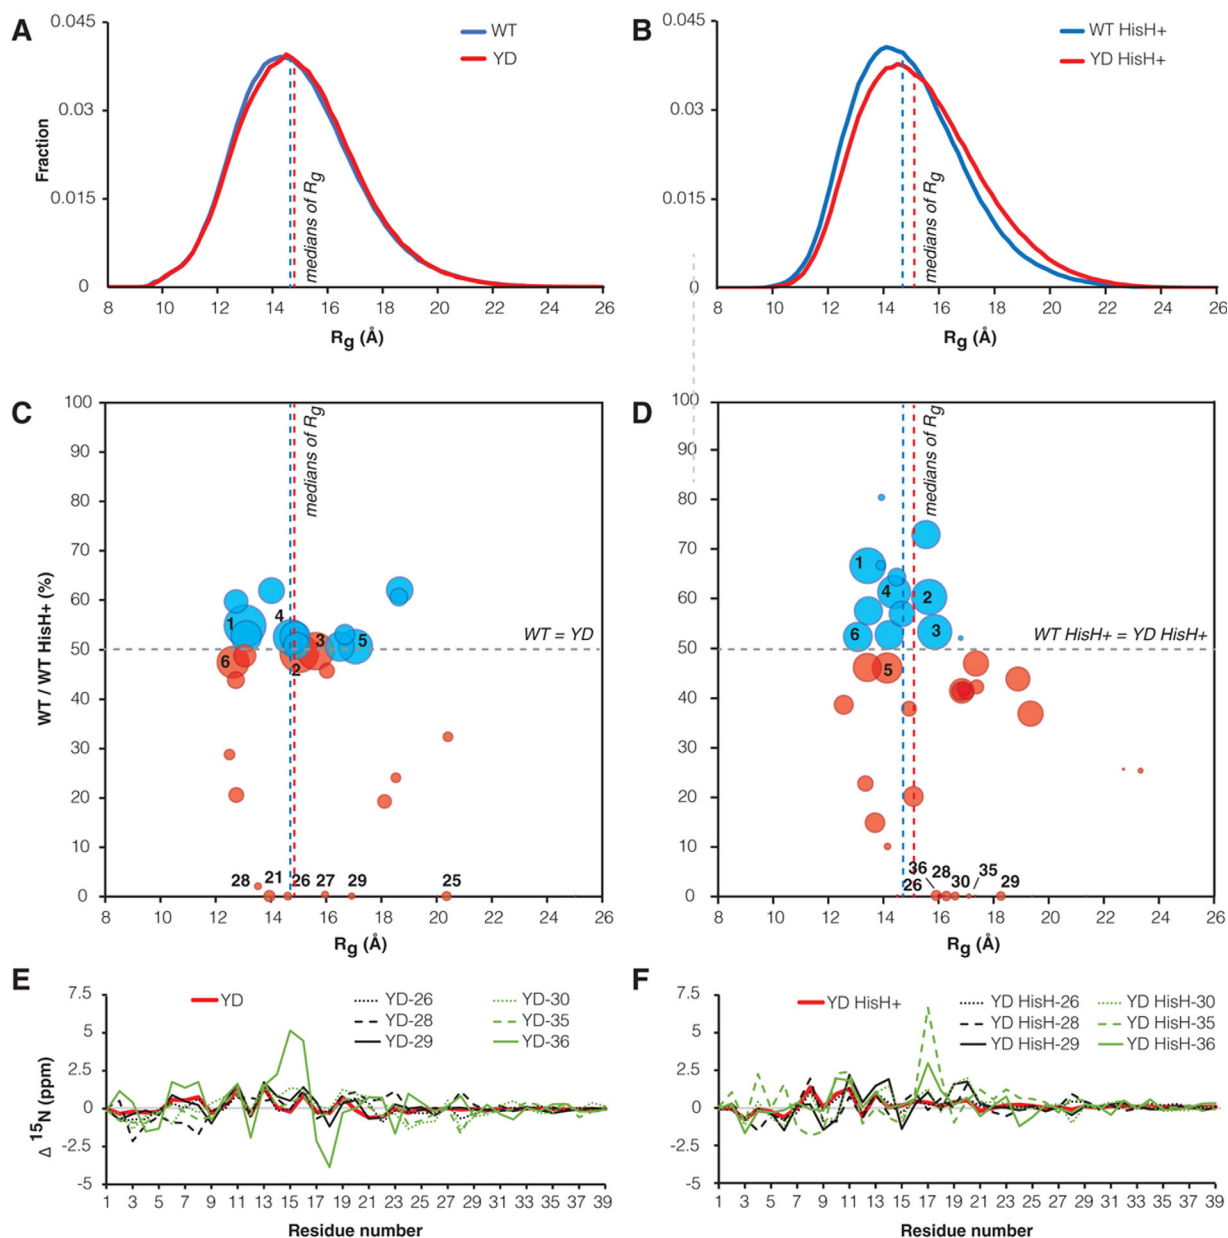 A
0.045
0.03
0.015
0
Fraction
WT
YD
medians of Rg
8 10 12 14 16 18 20 22 24 26
Rg (Å)
B
0.045
0.03
0.015
0
WT HisH+
YD HisH+
medians of Rg
8 10 12 14 16 18 20 22 24 26
Rg (Å)
C
100
90
80
70
60
50
40
30
20
10
0
WT / WT HisH+ (%)
medians of Rg
WT = YD
1
4
3
5
6
2
28
21
26
27
29
25
8 10 12 14 16 18 20 22 24 26
Rg (Å)
D
100
90
80
70
60
50
40
30
20
10
0
medians of Rg
WT HisH+ = YD HisH+
1
4
2
6
3
5
36
28
35
26
30
29
8 10 12 14 16 18 20 22 24 26
Rg (Å)
E
7.5
5
2.5
0
-2.5
-5
Δ 15N (ppm)
YD
YD-26
YD-28
YD-29
YD-30
YD-35
YD-36
1 3 5 7 9 11 13 15 17 19 21 23 25 27 29 31 33 35 37 39
Residue number
F
7.5
5
2.5
0
-2.5
-5
YD HisH+
YD HisH-26
YD HisH-28
YD HisH-29
YD HisH-30
YD HisH-35
YD HisH-36
1 3 5 7 9 11 13 15 17 19 21 23 25 27 29 31 33 35 37 39
Residue number